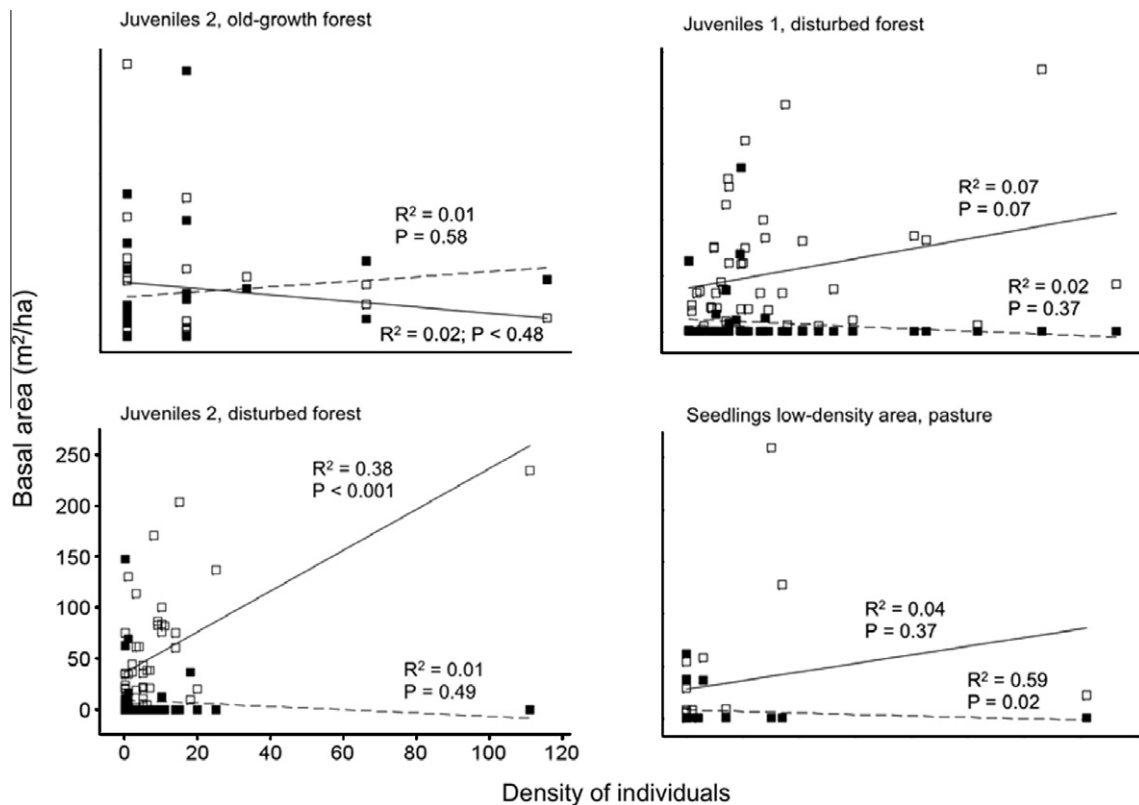 Juveniles 2, old-growth forest
R² = 0.01
P = 0.58
R² = 0.02; P < 0.48
Juveniles 1, disturbed forest
R² = 0.07
P = 0.07
R² = 0.02
P = 0.37
Basal area (m²/ha)
Juveniles 2, disturbed forest
250
200
150
100
50
0
R² = 0.38
P < 0.001
R² = 0.01
P = 0.49
0 20 40 60 80 100 120
Seedlings low-density area, pasture
R² = 0.04
P = 0.37
R² = 0.59
P = 0.02
Density of individuals